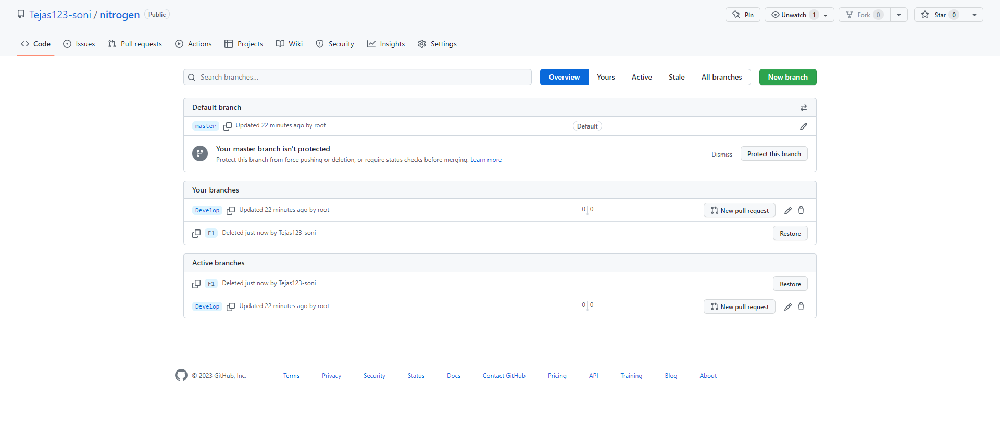 Tejas123-soni / nitrogen Public
Pin Unwatch 1 Fork 0 Star 0
Code Issues Pull requests Actions Projects Wiki Security Insights Settings
Search branches... Overview Yours Active Stale All branches New branch
Default branch
master Updated 22 minutes ago by root Default
Your master branch isn't protected
Protect this branch from force pushing or deletion, or require status checks before merging. Learn more
Dismiss Protect this branch
Your branches
Develop Updated 22 minutes ago by root 0 0 New pull request
F1 Deleted just now by Tejas123-soni Restore
Active branches
F1 Deleted just now by Tejas123-soni Restore
Develop Updated 22 minutes ago by root 0 0 New pull request
© 2023 GitHub, Inc. Terms Privacy Security Status Docs Contact GitHub Pricing API Training Blog About